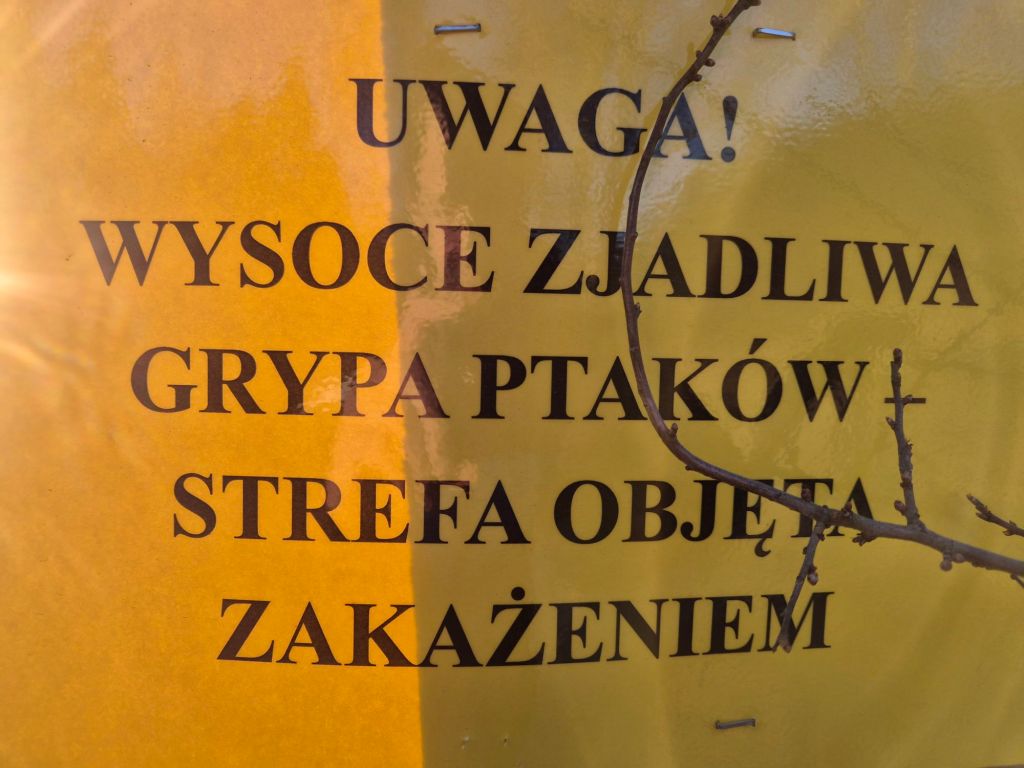 UWAGA!
WYSOCE ZJADLIWA
GRYPA PTAKÓW –
STREFA OBJĘTA
ZAKAŻENIEM